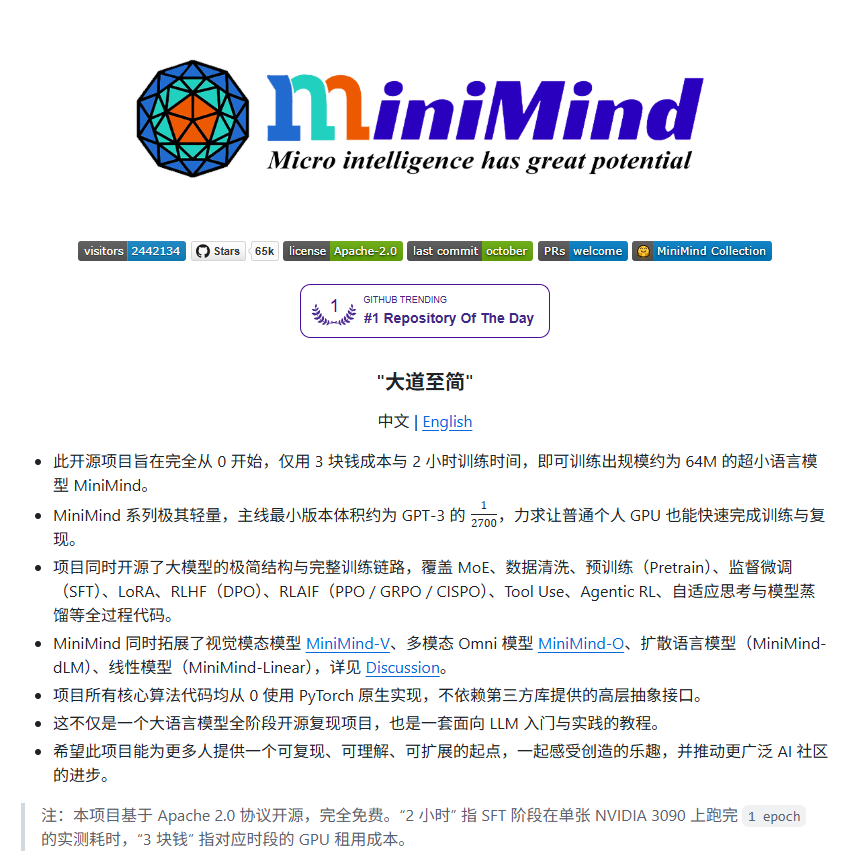 MiniMind
Micro intelligence has great potential
visitors 2442134 Stars 65k license Apache-2.0 last commit october PRs welcome MiniMind Collection
1 GITHUB TRENDING
#1 Repository Of The Day
"大道至简"
中文 | English
• 此开源项目旨在完全从 0 开始，仅用 3 块钱成本与 2 小时训练时间，即可训练出规模约为 64M 的超小语言模
型 MiniMind。
• MiniMind 系列极其轻量，主线最小版本体积约为 GPT-3 的 1/2700，力求让普通个人 GPU 也能快速完成训练与复
现。
• 项目同时开源了大模型的极简结构与完整训练链路，覆盖 MoE、数据清洗、预训练（Pretrain）、监督微调
（SFT）、LoRA、RLHF（DPO）、RLAIF（PPO / GRPO / CISPO）、Tool Use、Agentic RL、自适应思考与模型蒸
馏等全过程代码。
• MiniMind 同时拓展了视觉模态模型 MiniMind-V、多模态 Omni 模型 MiniMind-O、扩散语言模型（MiniMind-
dLM）、线性模型（MiniMind-Linear），详见 Discussion。
• 项目所有核心算法代码均从 0 使用 PyTorch 原生实现，不依赖第三方库提供的高层抽象接口。
• 这不仅是一个大语言模型全阶段开源复现项目，也是一套面向 LLM 入门与实践的教程。
• 希望此项目能为更多人提供一个可复现、可理解、可扩展的起点，一起感受创造的乐趣，并推动更广泛 AI 社区
的进步。
注：本项目基于 Apache 2.0 协议开源，完全免费。“2 小时” 指 SFT 阶段在单张 NVIDIA 3090 上跑完 1 epoch
的实测耗时，“3 块钱” 指对应时段的 GPU 租用成本。